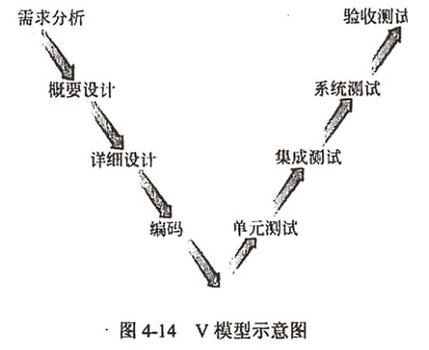 需求分析
验收测试
概要设计
系统测试
详细设计
集成测试
编码
单元测试
图 4-14 V 模型示意图